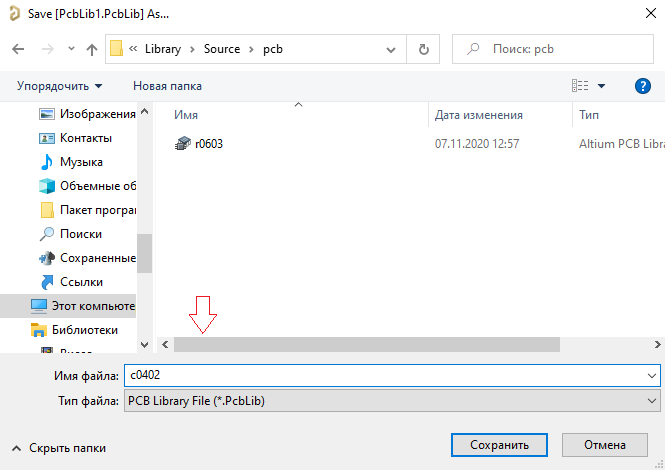 Save [PcbLib1.PcbLib] As...
« Library > Source > pcb
Поиск: pcb
Упорядочить
Новая папка
Имя
Дата изменения
Тип
r0603
07.11.2020 12:57
Altium PCB Libra
Изображения
Контакты
Музыка
Объемные об
Пакет програм
Поиски
Сохраненные
Ссылки
Этот компьюте
Библиотеки
Имя файла:
c0402
Тип файла:
PCB Library File (*.PcbLib)
Скрыть папки
Сохранить
Отмена